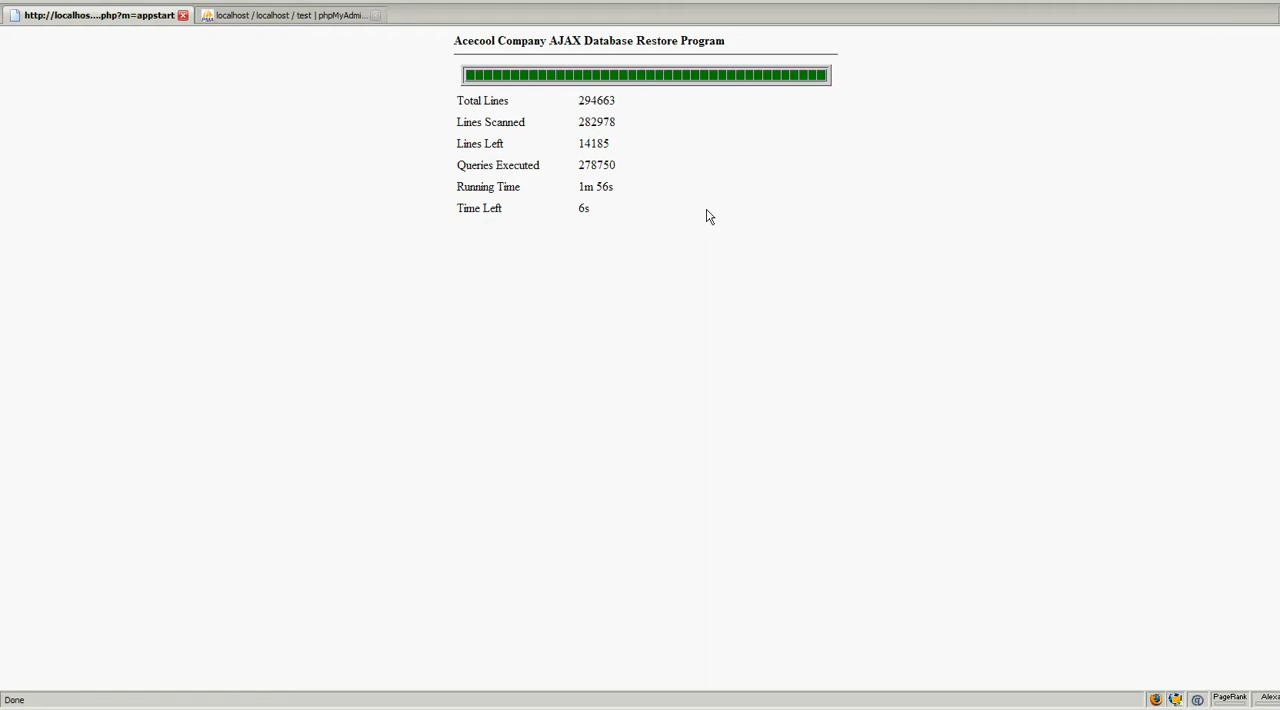 http://localhos....php?m=appstart
localhost / localhost / test | phpMyAdmi...
Acecool Company AJAX Database Restore Program
Total Lines 294663
Lines Scanned 282978
Lines Left 14185
Queries Executed 278750
Running Time 1m 56s
Time Left 6s
Done
PageRank
Alexa